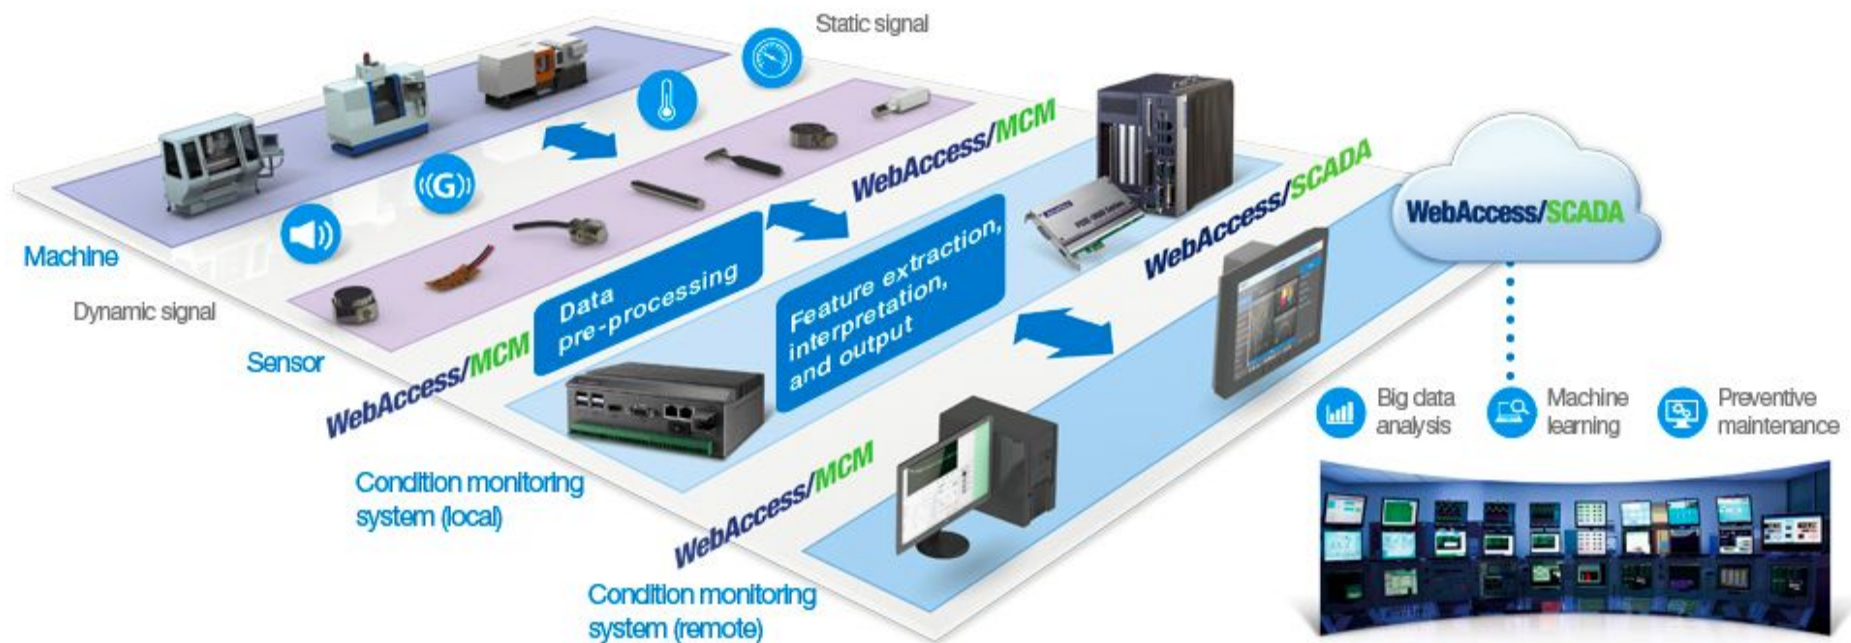 Static signal
((G))
Machine
Dynamic signal
Sensor
WebAccess/MCM
WebAccess/MCM
Data
pre-processing
Feature extraction,
interpretation,
and output
WebAccess/SCADA
WebAccess/SCADA
WebAccess/MCM
Condition monitoring
system (local)
Condition monitoring
system (remote)
Big data
analysis
Machine
learning
Preventive
maintenance